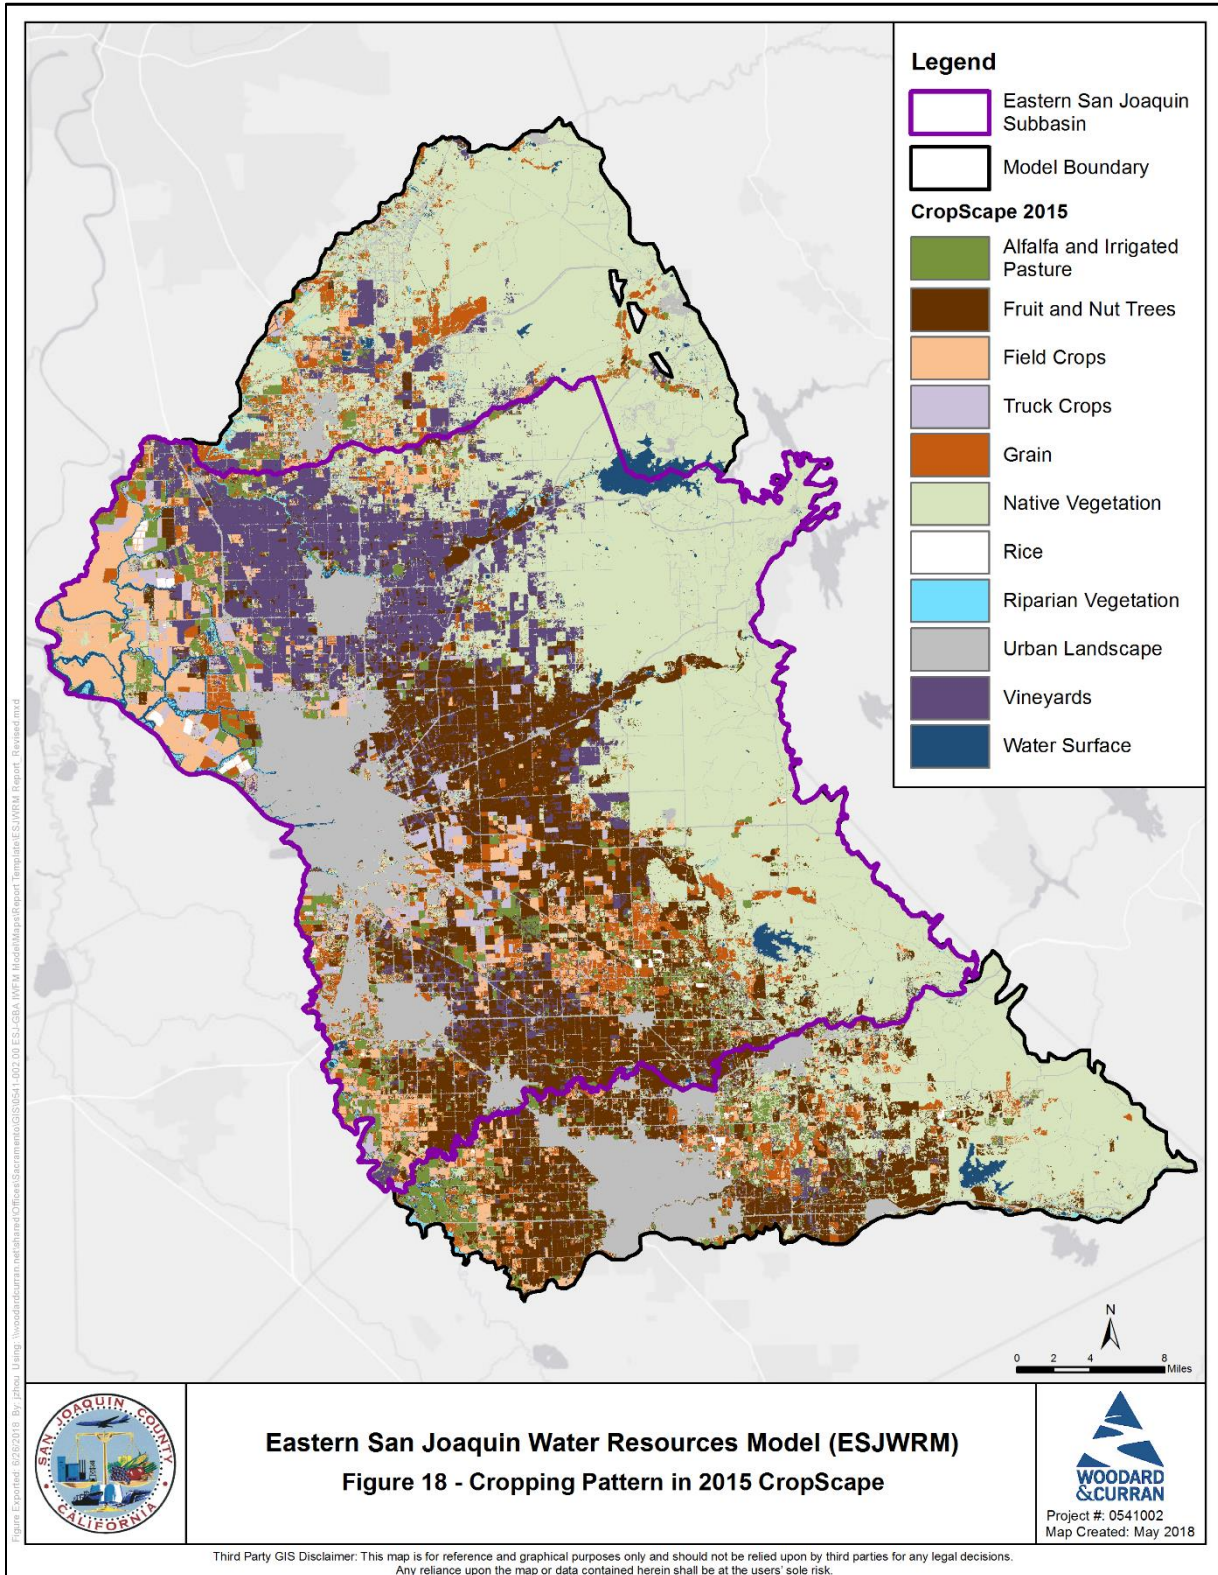 Legend
Eastern San Joaquin
Subbasin
Model Boundary
CropScape 2015
Alfalfa and Irrigated
Pasture
Fruit and Nut Trees
Field Crops
Truck Crops
Grain
Native Vegetation
Rice
Riparian Vegetation
Urban Landscape
Vineyards
Water Surface
N
0 2 4 8
Miles
SAN JOAQUIN COUNTY
CALIFORNIA
Eastern San Joaquin Water Resources Model (ESJWRM)
Figure 18 - Cropping Pattern in 2015 CropScape
WOODARD
&CURRAN
Project #: 0541002
Map Created: May 2018
Third Party GIS Disclaimer: This map is for reference and graphical purposes only and should not be relied upon by third parties for any legal decisions.
Any reliance upon the map or data contained herein shall be at the users' sole risk.